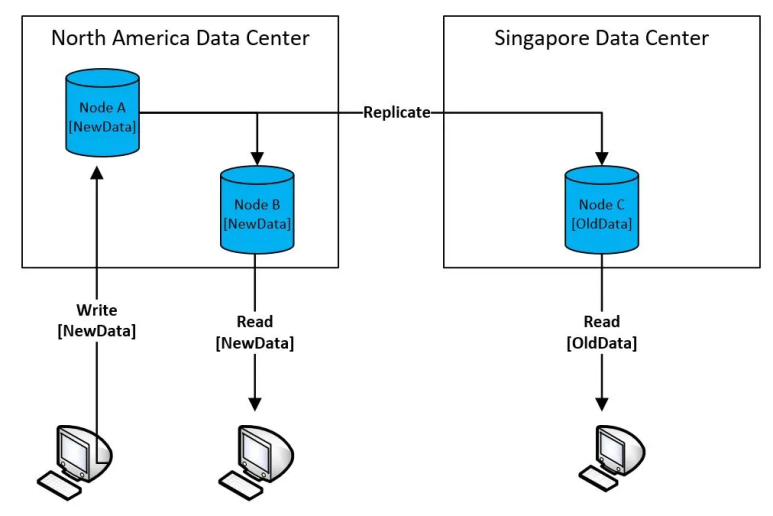 North America Data Center
Singapore Data Center
Node A
[NewData]
Replicate
Node B
[NewData]
Node C
[OldData]
Write
[NewData]
Read
[NewData]
Read
[OldData]